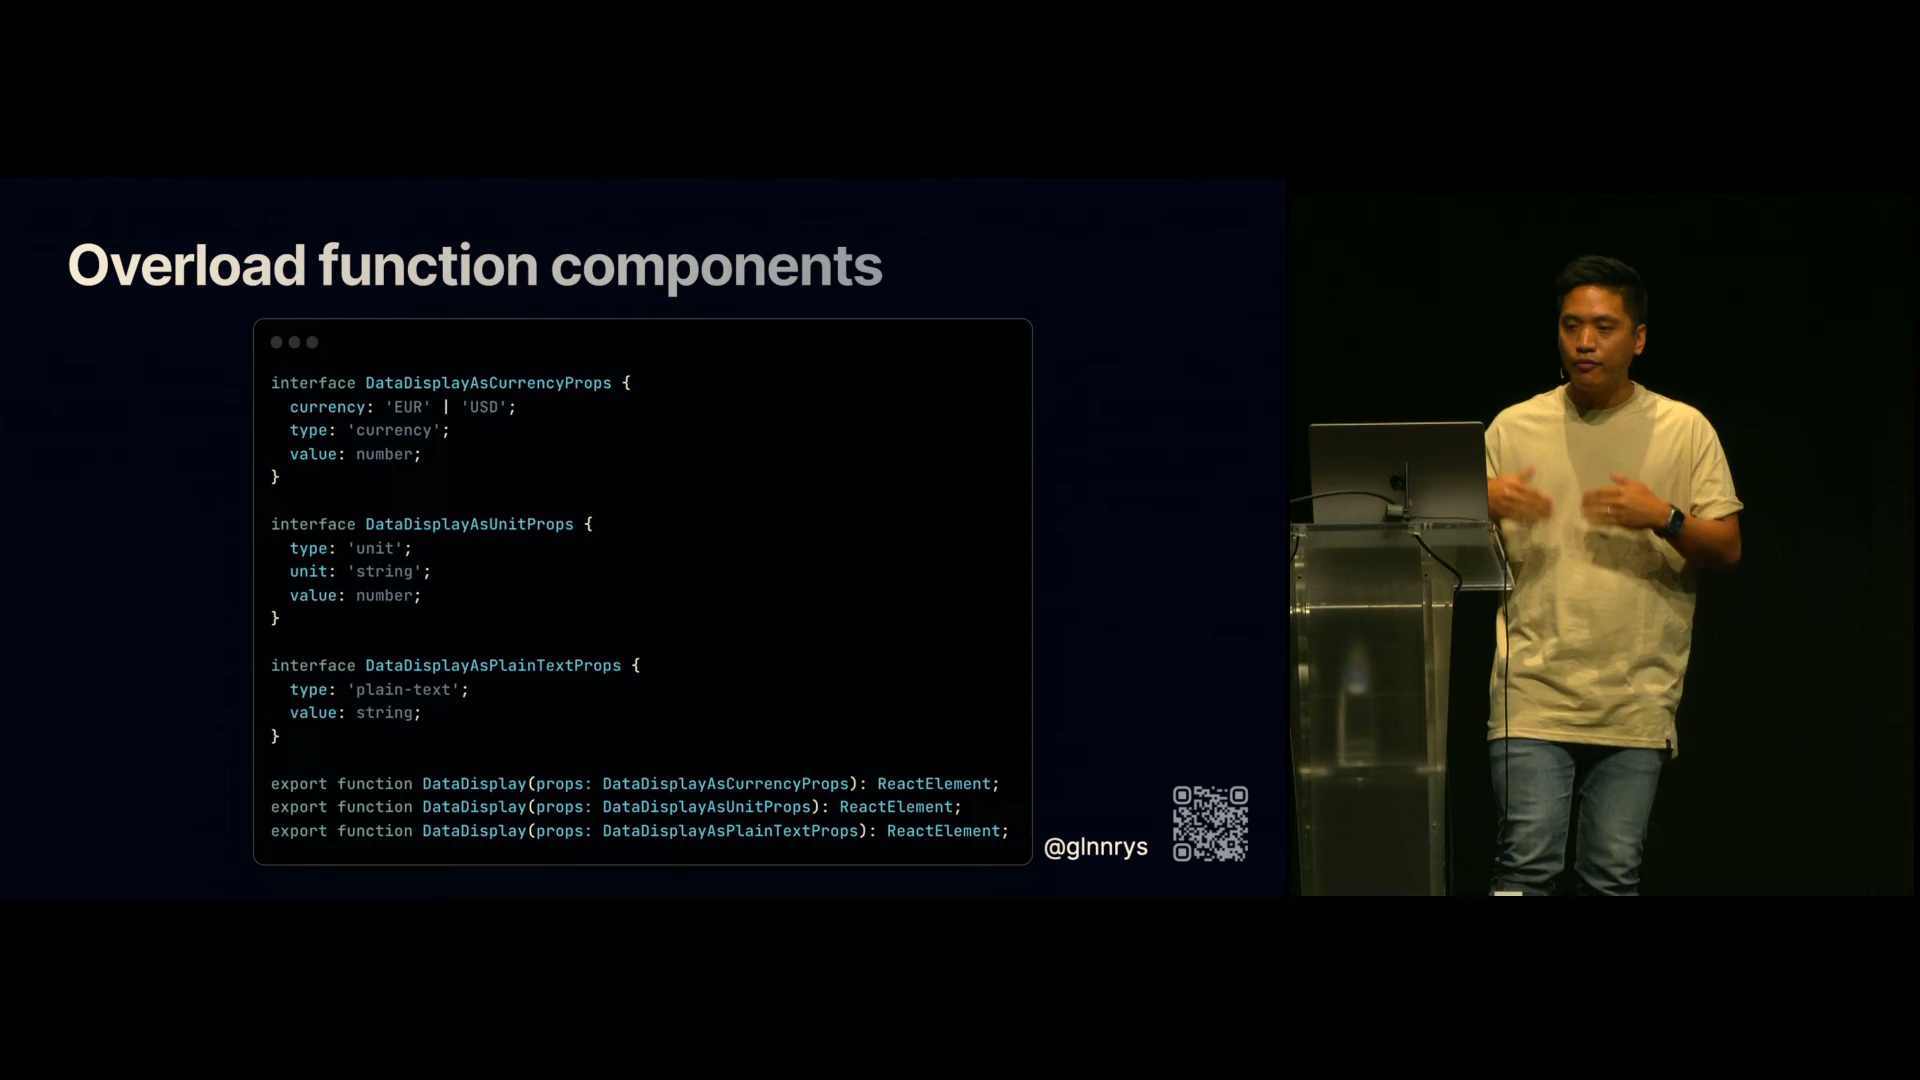 Overload function components
interface DataDisplayAsCurrencyProps {
currency: 'EUR' | 'USD';
type: 'currency';
value: number;
}
interface DataDisplayAsUnitProps {
type: 'unit';
unit: 'string';
value: number;
}
interface DataDisplayAsPlainTextProps {
type: 'plain-text';
value: string;
}
export function DataDisplay(props: DataDisplayAsCurrencyProps): ReactElement;
export function DataDisplay(props: DataDisplayAsUnitProps): ReactElement;
export function DataDisplay(props: DataDisplayAsPlainTextProps): ReactElement;
@glnnrys